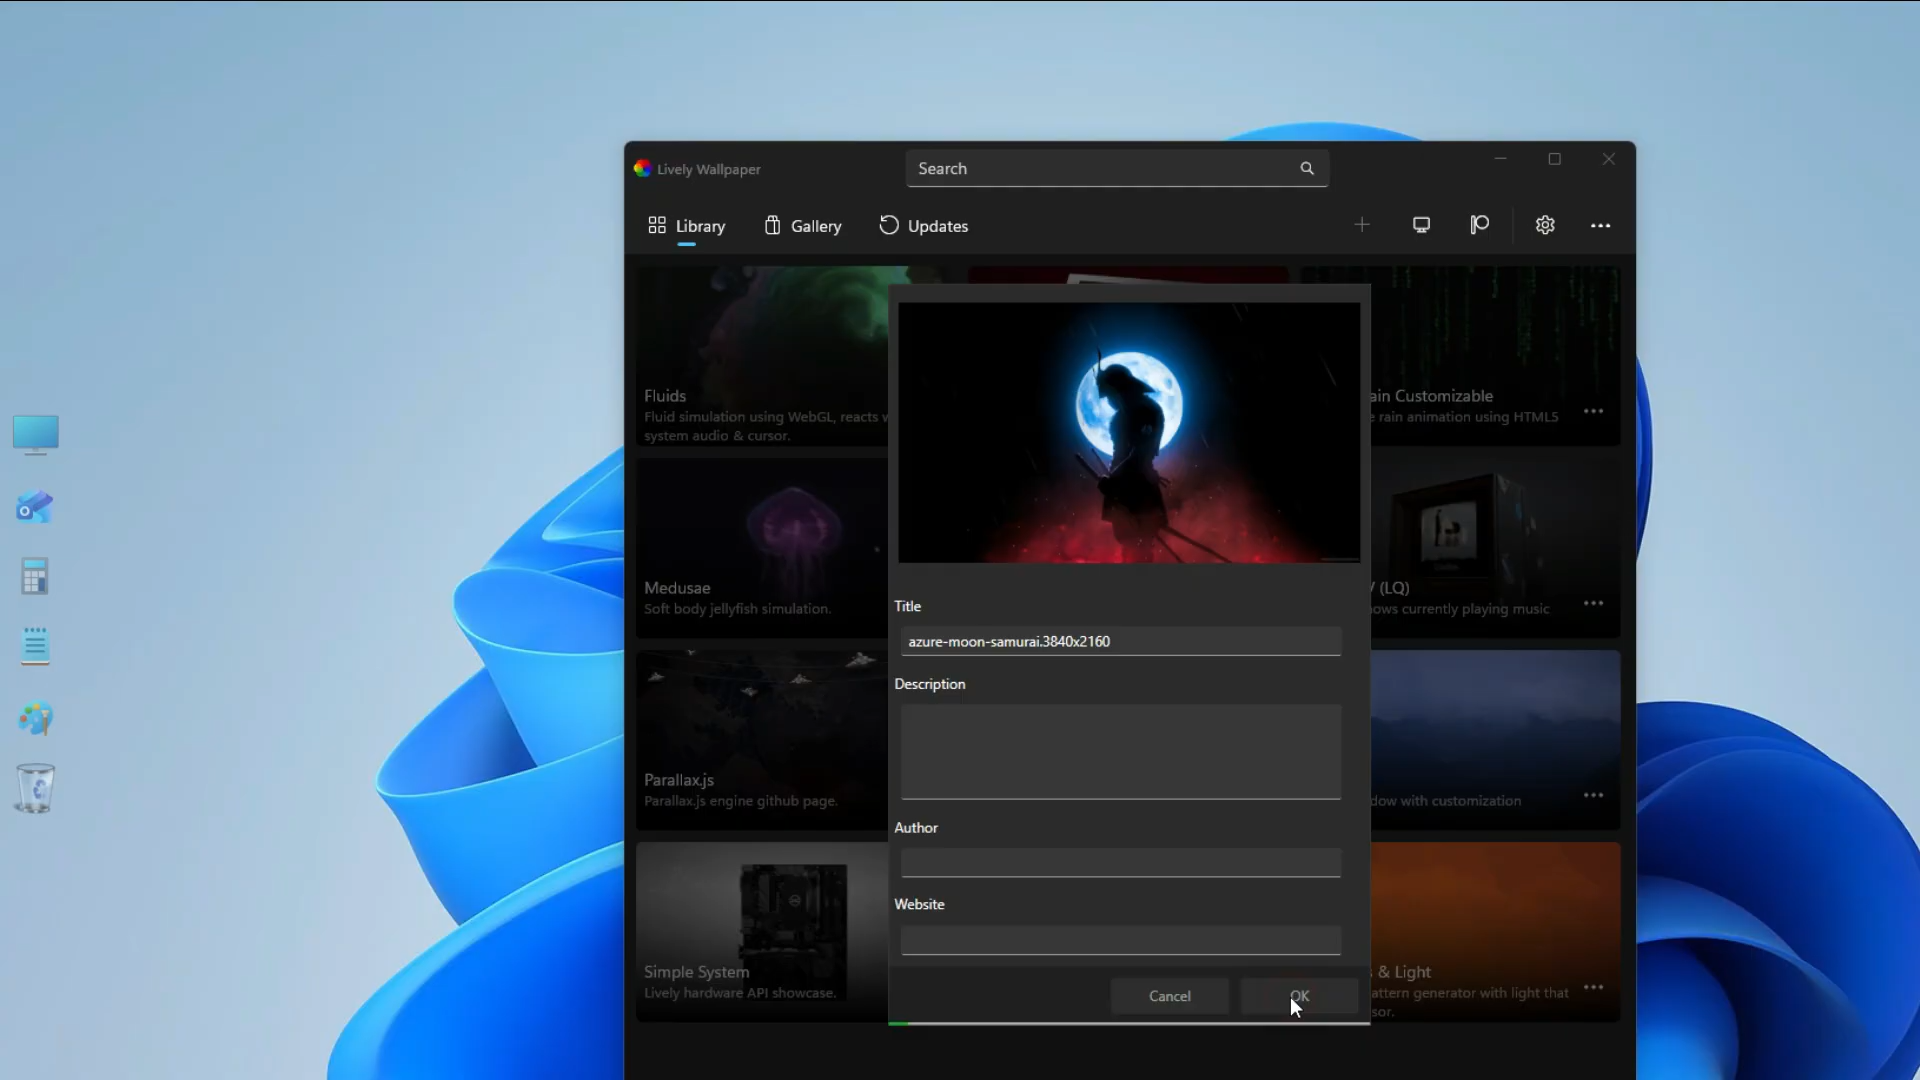 Lively Wallpaper
Search
Library
Gallery
Updates
Fluids
Fluid simulation using WebGL, reacts
system audio & cursor.
ain Customizable
rain animation using HTML5
Medusae
Soft body jellyfish simulation.
(LQ)
ows currently playing music
Title
azure-moon-samurai.3840x2160
Description
Parallax.js
Parallax.js engine github page.
dow with customization
Author
Website
Simple System
Lively hardware API showcase.
& Light
attern generator with light that
sor.
Cancel
OK